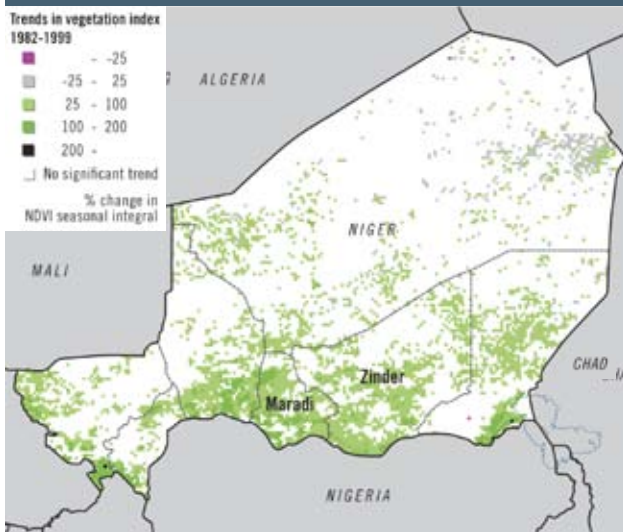 Trends in vegetation index
1982-1999
- -25
-25 - 25
25 - 100
100 - 200
200 -
No significant trend
% change in
NDVI seasonal integral
ALGERIA
NIGER
MALI
CHAD
Zinder
Maradi
NIGERIA